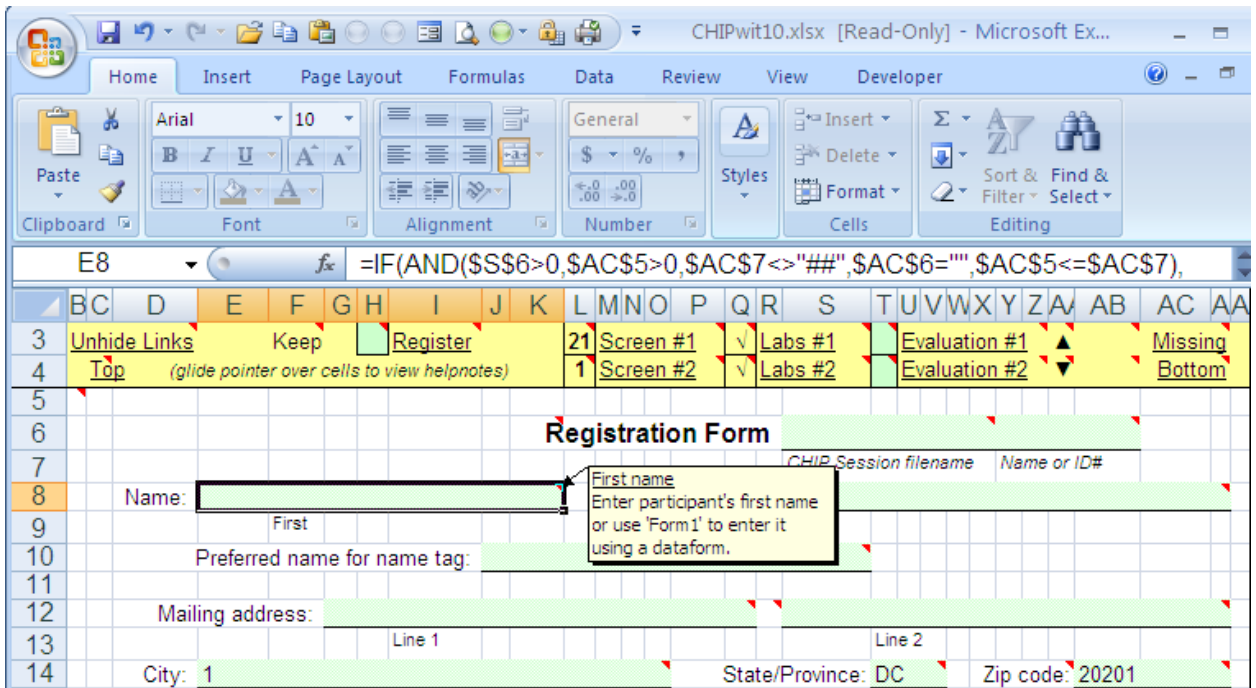 CHIPwit10.xlsx [Read-Only] - Microsoft Ex...
Home Insert Page Layout Formulas Data Review View Developer
Arial 10 General Insert Σ
B I U A A $ % , Delete
Paste Styles Sort & Find &
.00 .0 .00 Format Filter Select
Clipboard Font Alignment Number Cells Editing
E8 fx =IF(AND($S$6>0,$AC$5>0,$AC$7<>"##",$AC$6="",$AC$5<=$AC$7),
B C D E F G H I J K L M N O P Q R S T U V W X Y Z AA AB AC
3 Unhide Links Keep Register 21 Screen #1 √ Labs #1 Evaluation #1 ▲ Missing
4 Top (glide pointer over cells to view helpnotes) 1 Screen #2 √ Labs #2 Evaluation #2 ▼ Bottom
5
6 Registration Form
7 CHIP Session filename Name or ID#
8 Name:
First name
Enter participant's first name
or use 'Form1' to enter it
using a dataform.
9 First
10 Preferred name for name tag:
11
12 Mailing address:
13 Line 1 Line 2
14 City: 1 State/Province: DC Zip code: 20201